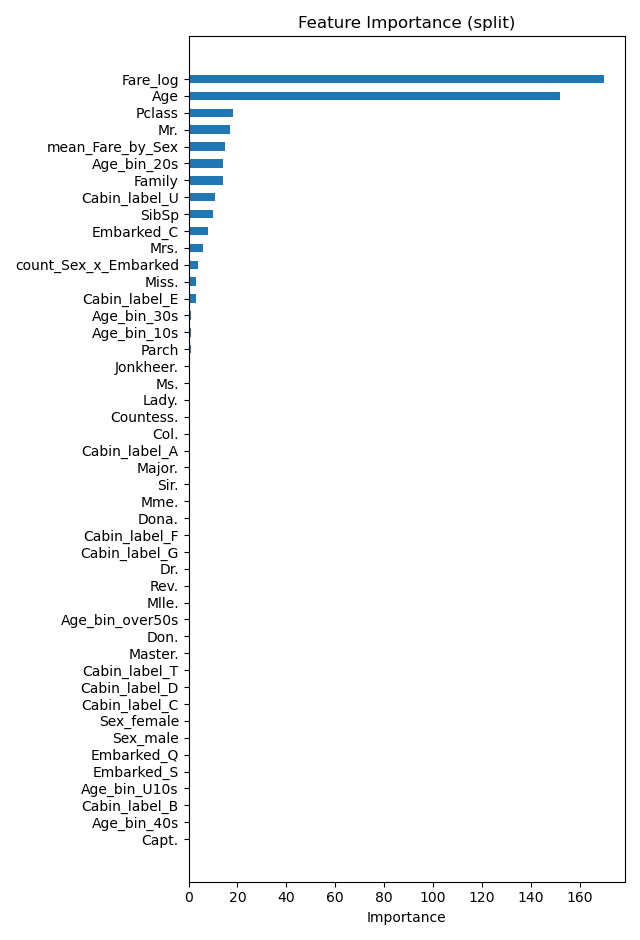 Feature Importance (split)
Fare_log
Age
Pclass
Mr.
mean_Fare_by_Sex
Age_bin_20s
Family
Cabin_label_U
SibSp
Embarked_C
Mrs.
count_Sex_x_Embarked
Miss.
Cabin_label_E
Age_bin_30s
Age_bin_10s
Parch
Jonkheer.
Ms.
Lady.
Countess.
Col.
Cabin_label_A
Major.
Sir.
Mme.
Dona.
Cabin_label_F
Cabin_label_G
Dr.
Rev.
Mlle.
Age_bin_over50s
Don.
Master.
Cabin_label_T
Cabin_label_D
Cabin_label_C
Sex_female
Sex_male
Embarked_Q
Embarked_S
Age_bin_U10s
Cabin_label_B
Age_bin_40s
Capt.
0 20 40 60 80 100 120 140 160
Importance